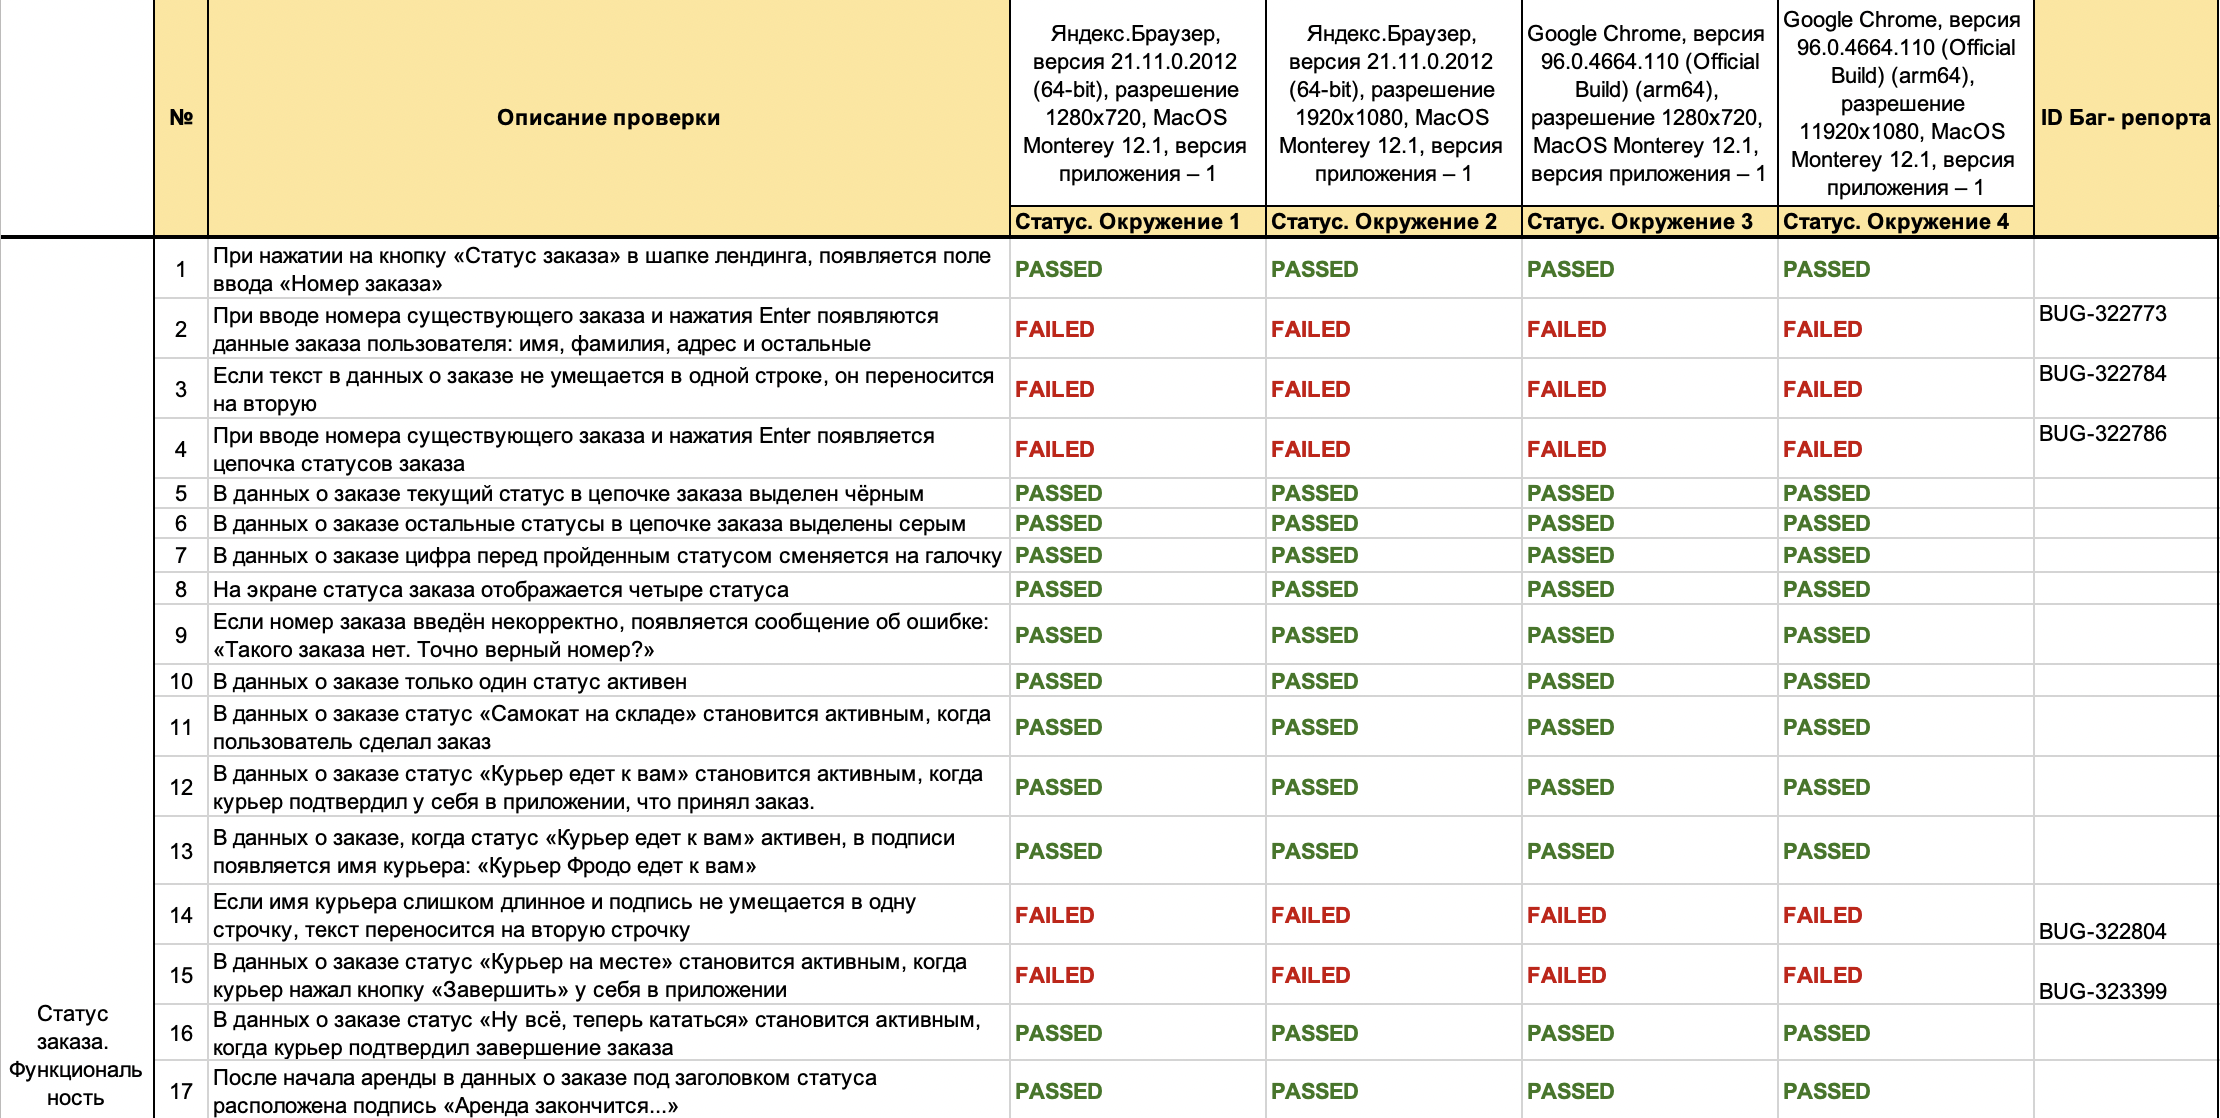 №
Описание проверки
Яндекс.Браузер,
версия 21.11.0.2012
(64-bit), разрешение
1280x720, MacOS
Monterey 12.1, версия
приложения – 1
Яндекс.Браузер,
версия 21.11.0.2012
(64-bit), разрешение
1920x1080, MacOS
Monterey 12.1, версия
приложения – 1
Google Chrome, версия
96.0.4664.110 (Official
Build) (arm64),
разрешение 1280x720,
MacOS Monterey 12.1,
версия приложения – 1
Google Chrome, версия
96.0.4664.110 (Official
Build) (arm64),
разрешение
11920x1080, MacOS
Monterey 12.1, версия
приложения – 1
ID Баг- репорта
Статус. Окружение 1
Статус. Окружение 2
Статус. Окружение 3
Статус. Окружение 4
Статус
заказа.
Функциональ
ность
1
При нажатии на кнопку «Статус заказа» в шапке лендинга, появляется поле
ввода «Номер заказа»
PASSED PASSED PASSED PASSED
2
При вводе номера существующего заказа и нажатия Enter появляются
данные заказа пользователя: имя, фамилия, адрес и остальные
FAILED FAILED FAILED FAILED
BUG-322773
3
Если текст в данных о заказе не умещается в одной строке, он переносится
на вторую
FAILED FAILED FAILED FAILED
BUG-322784
4
При вводе номера существующего заказа и нажатия Enter появляется
цепочка статусов заказа
FAILED FAILED FAILED FAILED
BUG-322786
5 В данных о заказе текущий статус в цепочке заказа выделен чёрным PASSED PASSED PASSED PASSED
6 В данных о заказе остальные статусы в цепочке заказа выделены серым PASSED PASSED PASSED PASSED
7 В данных о заказе цифра перед пройденным статусом сменяется на галочку PASSED PASSED PASSED PASSED
8 На экране статуса заказа отображается четыре статуса PASSED PASSED PASSED PASSED
9
Если номер заказа введён некорректно, появляется сообщение об ошибке:
«Такого заказа нет. Точно верный номер?»
PASSED PASSED PASSED PASSED
10 В данных о заказе только один статус активен PASSED PASSED PASSED PASSED
11
В данных о заказе статус «Самокат на складе» становится активным, когда
пользователь сделал заказ
PASSED PASSED PASSED PASSED
12
В данных о заказе статус «Курьер едет к вам» становится активным, когда
курьер подтвердил у себя в приложении, что принял заказ.
PASSED PASSED PASSED PASSED
13
В данных о заказе, когда статус «Курьер едет к вам» активен, в подписи
появляется имя курьера: «Курьер Фродо едет к вам»
PASSED PASSED PASSED PASSED
14
Если имя курьера слишком длинное и подпись не умещается в одну
строчку, текст переносится на вторую строчку
FAILED FAILED FAILED FAILED
BUG-322804
15
В данных о заказе статус «Курьер на месте» становится активным, когда
курьер нажал кнопку «Завершить» у себя в приложении
FAILED FAILED FAILED FAILED
BUG-323399
16
В данных о заказе статус «Ну всё, теперь кататься» становится активным,
когда курьер подтвердил завершение заказа
PASSED PASSED PASSED PASSED
17
После начала аренды в данных о заказе под заголовком статуса
расположена подпись «Аренда закончится...»
PASSED PASSED PASSED PASSED